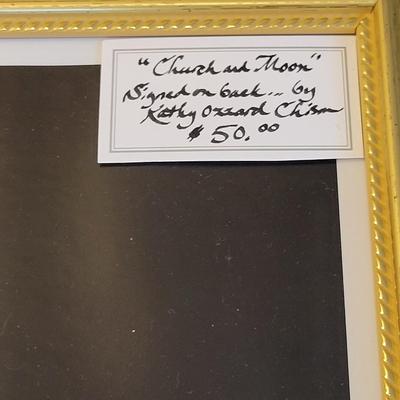 "Church and Moon"
Signed on back... by
Kathy Ozzard Chism
$50.00